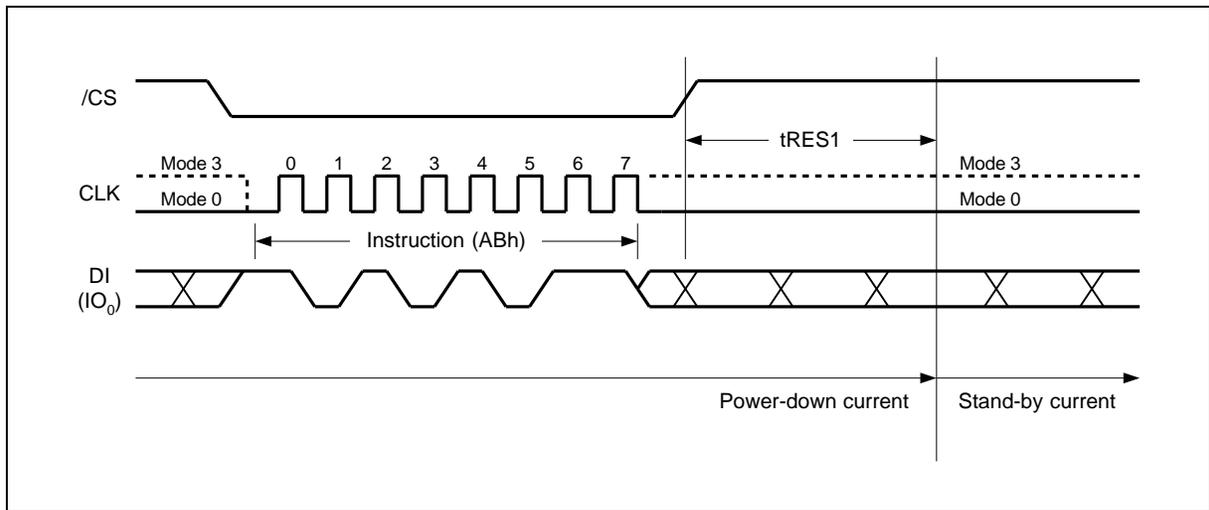 /CS
tRES1
Mode 3 0 1 2 3 4 5 6 7 Mode 3
CLK
Mode 0 Mode 0
Instruction (ABh)
DI
(IO0)
Power-down current Stand-by current